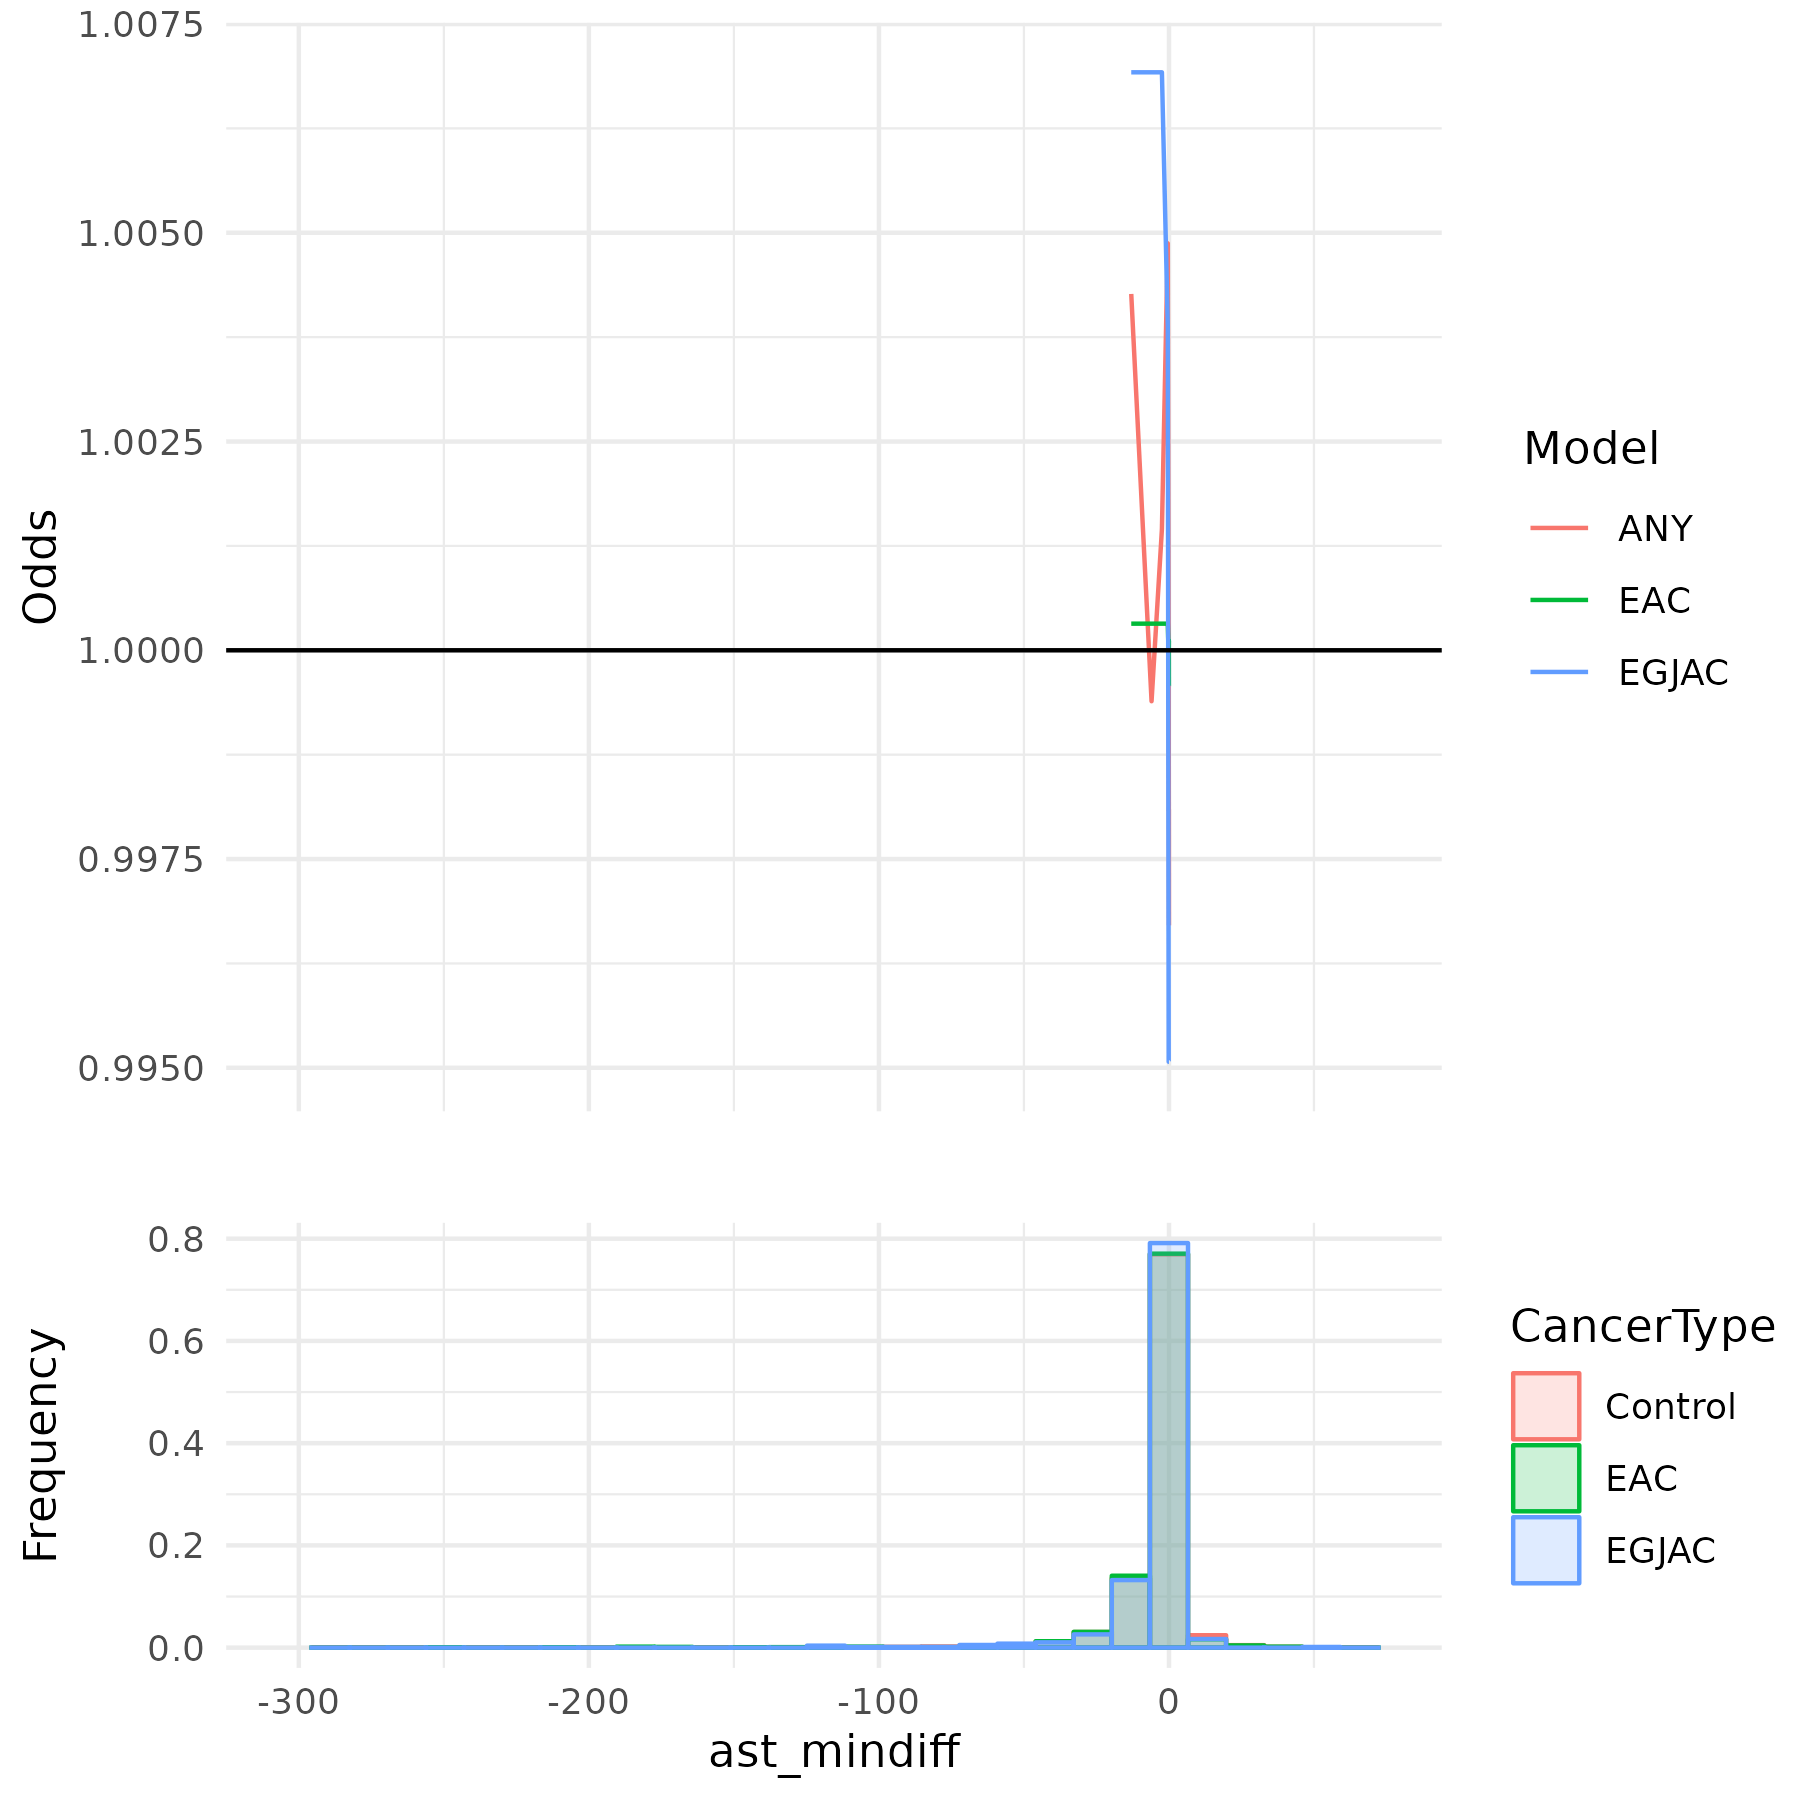 1.0075
1.0050
1.0025
1.0000
0.9975
0.9950
Odds
Model
ANY
EAC
EGJAC
0.8
0.6
0.4
0.2
0.0
Frequency
-300
-200
-100
0
ast_mindiff
CancerType
Control
EAC
EGJAC